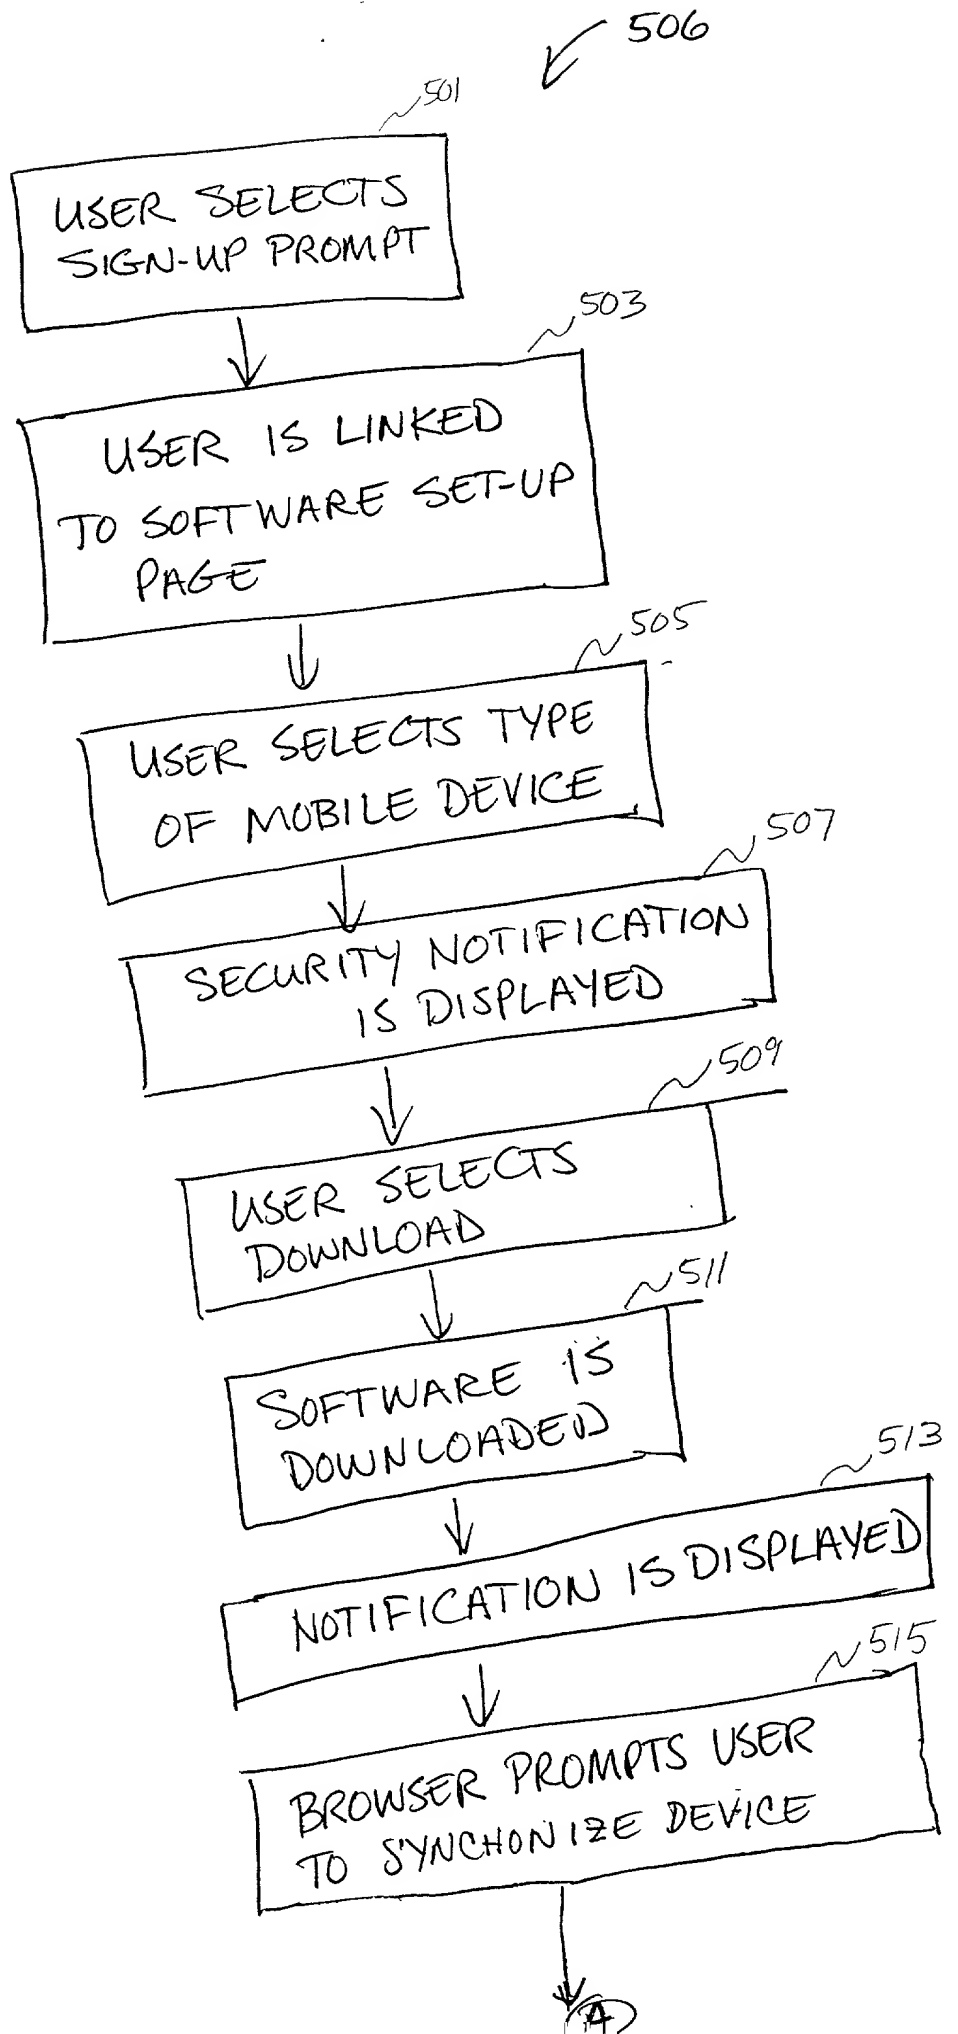 506
501
USER SELECTS
SIGN-UP PROMPT
503
USER IS LINKED
TO SOFTWARE SET-UP
PAGE
505
USER SELECTS TYPE
OF MOBILE DEVICE
507
SECURITY NOTIFICATION
IS DISPLAYED
509
USER SELECTS
DOWNLOAD
511
SOFTWARE IS
DOWNLOADED
513
NOTIFICATION IS DISPLAYED
515
BROWSER PROMPTS USER
TO SYNCHONIZE DEVICE
A